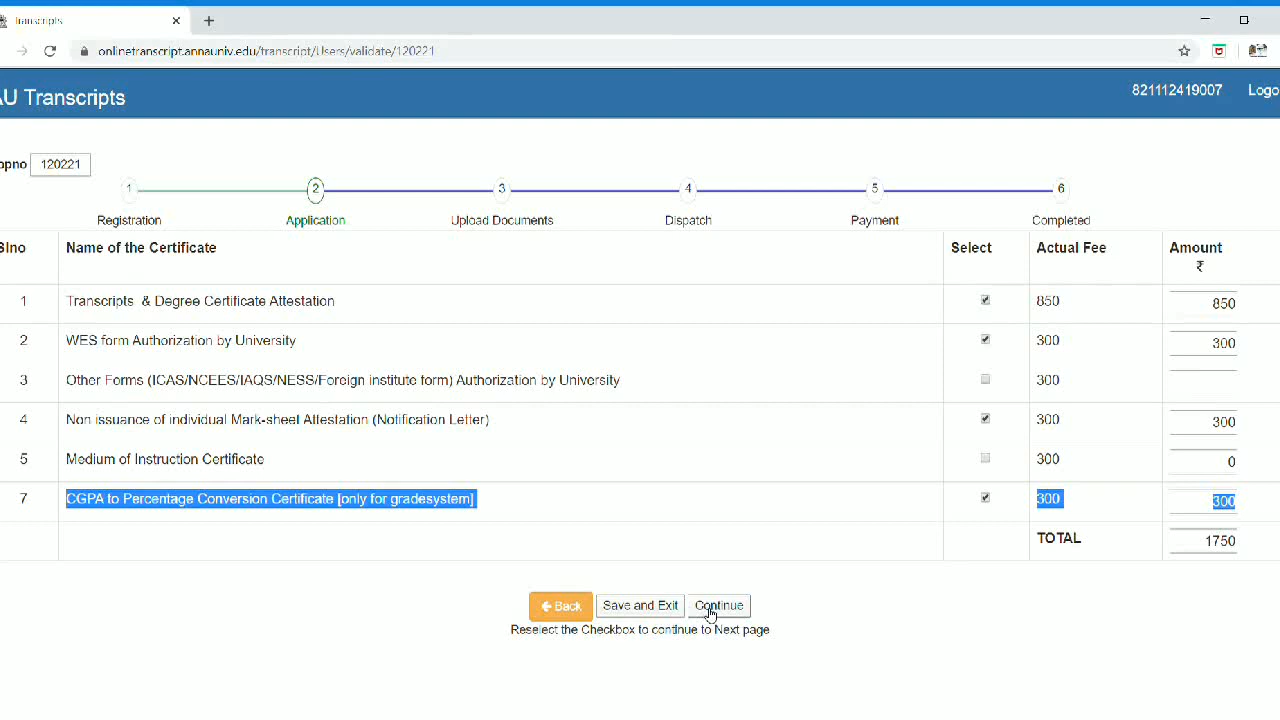 Transcripts
onlinetranscript.annauniv.edu/transcript/Users/validate/120221
AU Transcripts 821112419007 Logo
ppno 120221
1 2 3 4 5 6
Registration Application Upload Documents Dispatch Payment Completed
Slno Name of the Certificate Select Actual Fee Amount
₹
1 Transcripts & Degree Certificate Attestation 850 850
2 WES form Authorization by University 300 300
3 Other Forms (ICAS/NCEES/IAQS/NESS/Foreign institute form) Authorization by University 300
4 Non issuance of individual Mark-sheet Attestation (Notification Letter) 300 300
5 Medium of Instruction Certificate 300 0
7 CGPA to Percentage Conversion Certificate [only for gradesystem] 300 300
TOTAL 1750
Back Save and Exit Continue
Reselect the Checkbox to continue to Next page